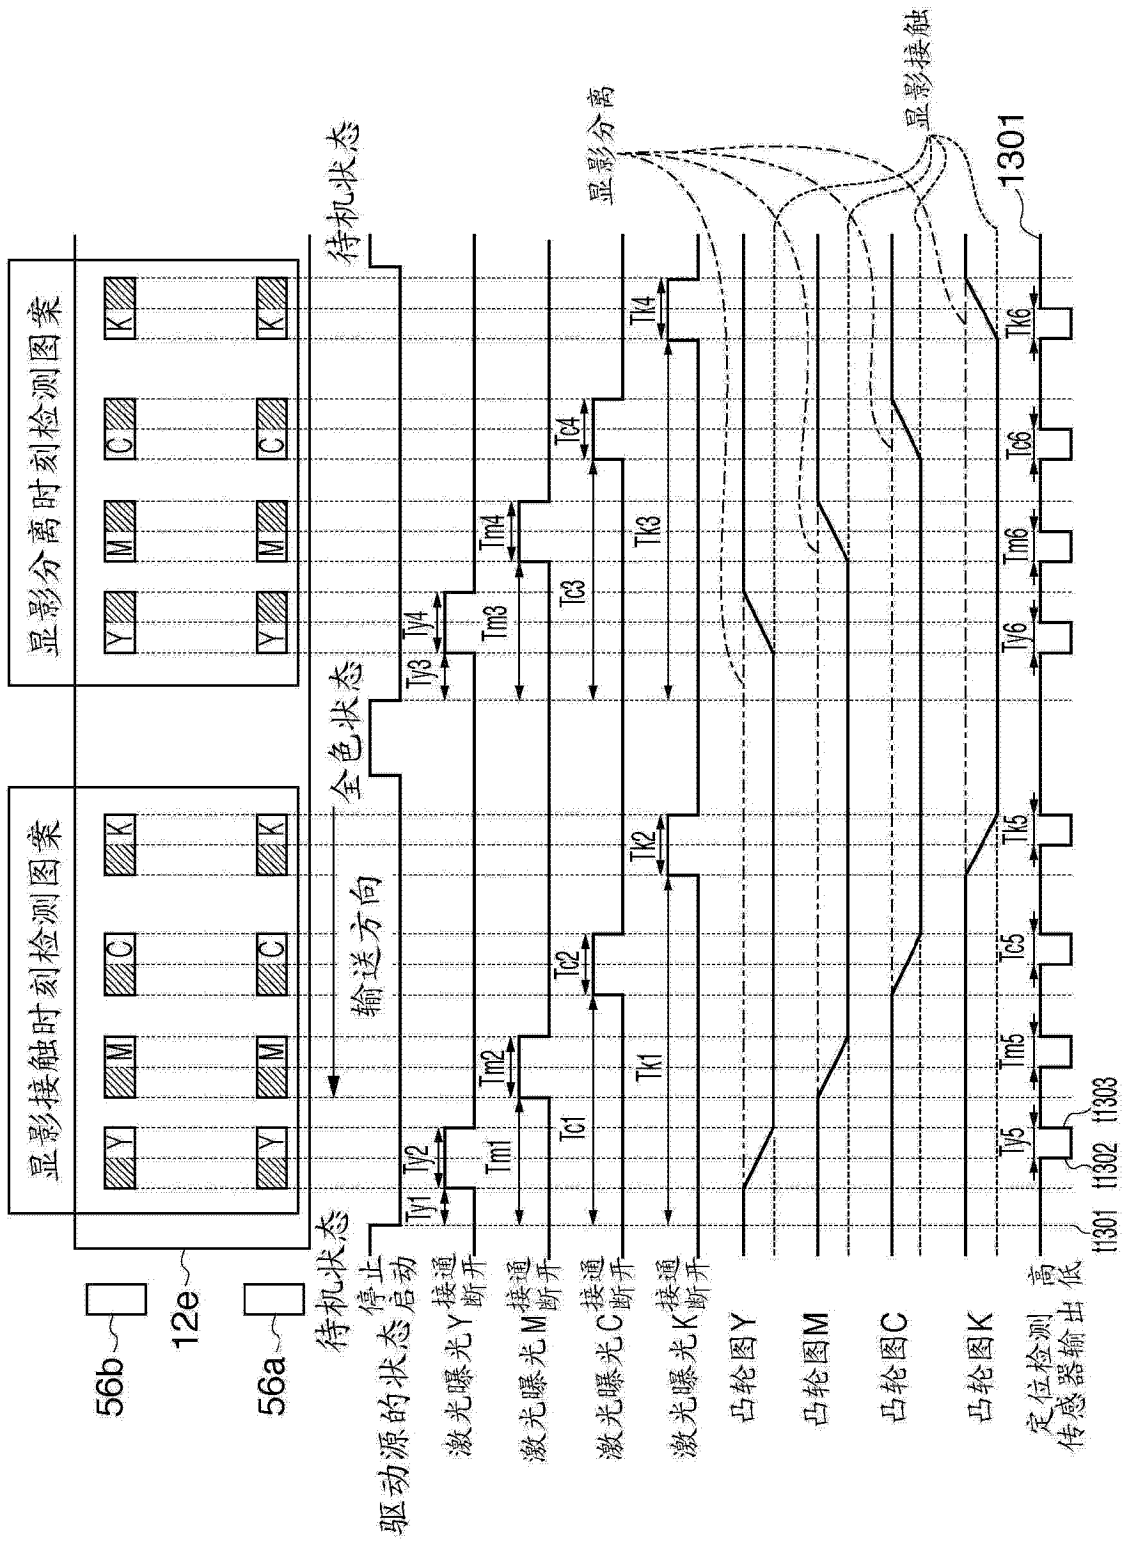 显影接触时刻检测图案
显影分离时刻检测图案
56b
Y
M
C
K
Y
M
C
K
12e
56a
Y
M
C
K
Y
M
C
K
待机状态
输送方向
全色状态
待机状态
驱动源的状态
停止
启动
激光曝光Y
接通
断开
Ty1
Ty2
Ty3
Ty4
激光曝光M
接通
断开
Tm1
Tm2
Tm3
Tm4
激光曝光C
接通
断开
Tc1
Tc2
Tc3
Tc4
激光曝光K
接通
断开
Tk1
Tk2
Tk3
Tk4
显影分离
凸轮图Y
凸轮图M
凸轮图C
显影接触
凸轮图K
定位检测
传感器输出
高
低
Ty5
Tm5
Tc5
Tk5
Ty6
Tm6
Tc6
Tk6
1301
t1301
t1302
t1303